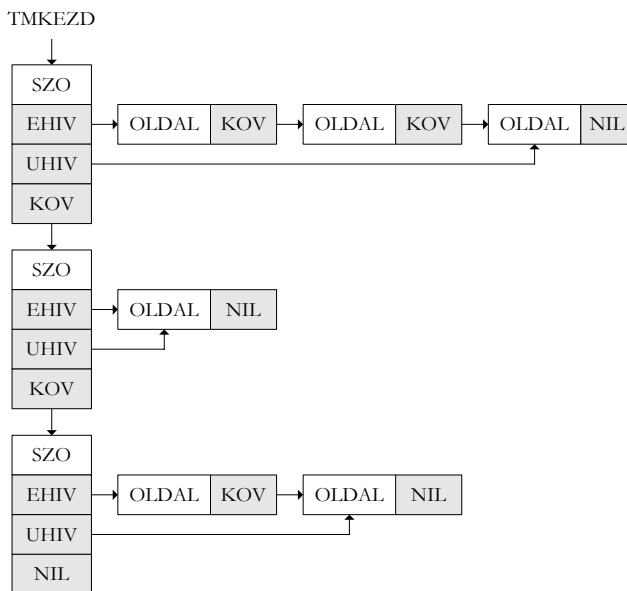 TMKEZD
SZO
EHIV OLDAL KOV OLDAL KOV OLDAL NIL
UHIV
KOV
SZO
EHIV OLDAL NIL
UHIV
KOV
SZO
EHIV OLDAL KOV OLDAL NIL
UHIV
NIL